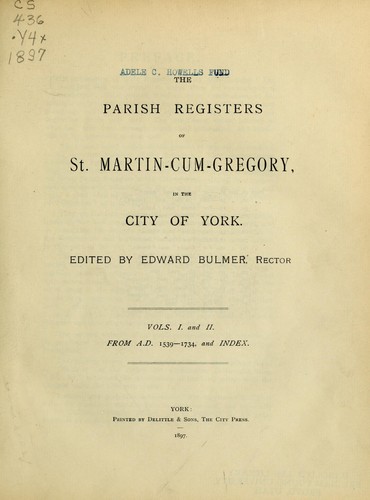 CS
436
.Y4x
1897
ADELE C. HOWELLS FUND
THE
PARISH REGISTERS
OF
St. MARTIN-CUM-GREGORY,
IN THE
CITY OF YORK.
EDITED BY EDWARD BULMER, RECTOR
VOLS. I. and II.
FROM A.D. 1539—1734, and INDEX.
YORK:
PRINTED BY DELITTLE & SONS, THE CITY PRESS.
1897.